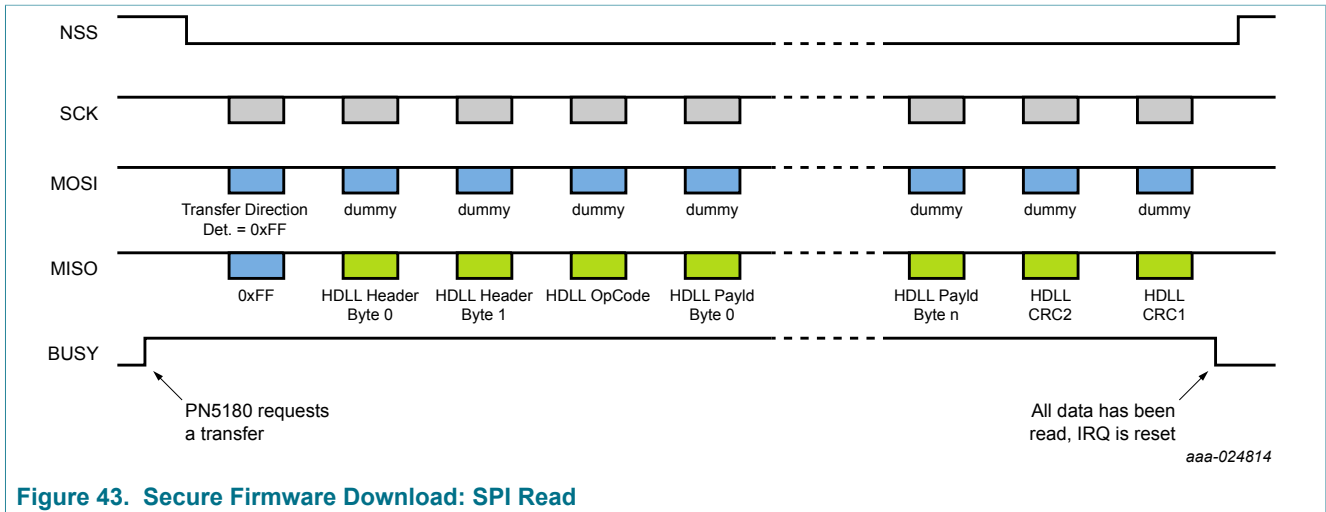 NSS
SCK
MOSI
Transfer Direction
Det. = 0xFF
dummy
dummy
dummy
dummy
dummy
dummy
dummy
MISO
0xFF
HDLL Header
Byte 0
HDLL Header
Byte 1
HDLL OpCode
HDLL Payld
Byte 0
HDLL Payld
Byte n
HDLL
CRC2
HDLL
CRC1
BUSY
PN5180 requests
a transfer
All data has been
read, IRQ is reset
aaa-024814
Figure 43. Secure Firmware Download: SPI Read